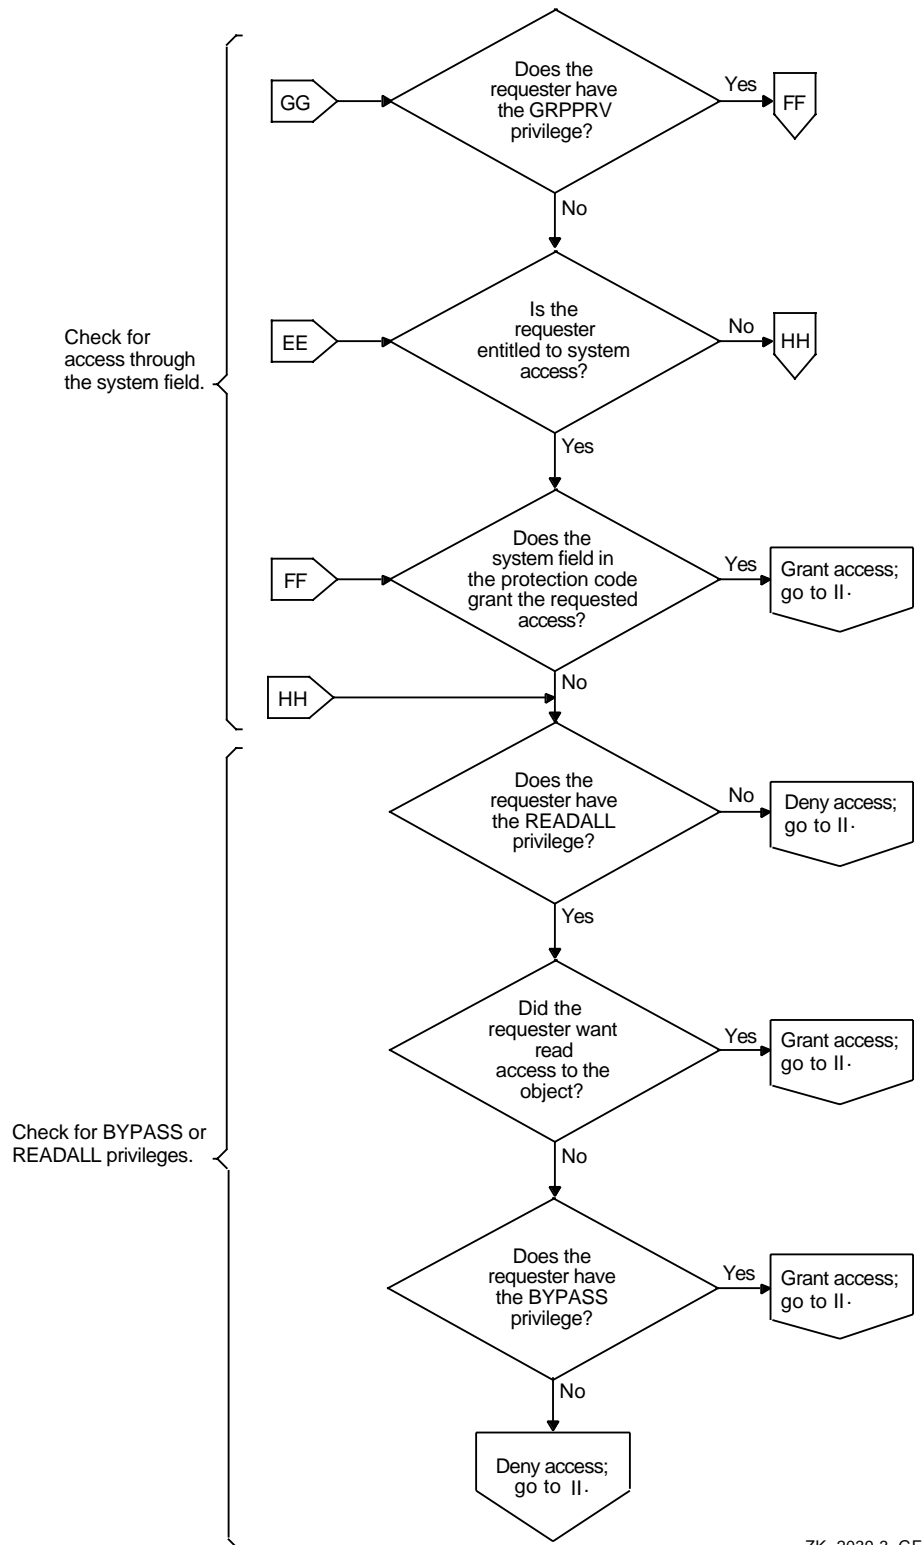 Does the
requester have
the GRPPRV
privilege?
GG
Yes
FF
No
Is the
requester
entitled to system
access?
EE
No
HH
Check for
access through
the system field.
Yes
Does the
system field in
the protection code
grant the requested
access?
FF
Yes
Grant access;
go to II.
No
HH
Does the
requester have
the READALL
privilege?
No
Deny access;
go to II.
Yes
Did the
requester want
read
access to the
object?
Yes
Grant access;
go to II.
Check for BYPASS or
READALL privileges.
No
Does the
requester have
the BYPASS
privilege?
Yes
Grant access;
go to II.
No
Deny access;
go to II.